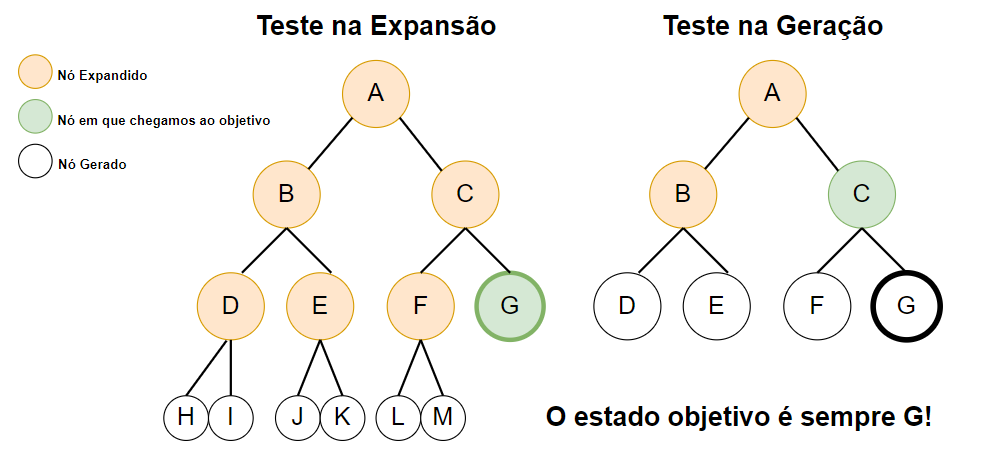 Teste na Expansão
Teste na Geração
Nó Expandido
Nó em que chegamos ao objetivo
Nó Gerado
A
B
C
D
E
F
G
H
I
J
K
L
M
A
B
C
D
E
F
G
O estado objetivo é sempre G!